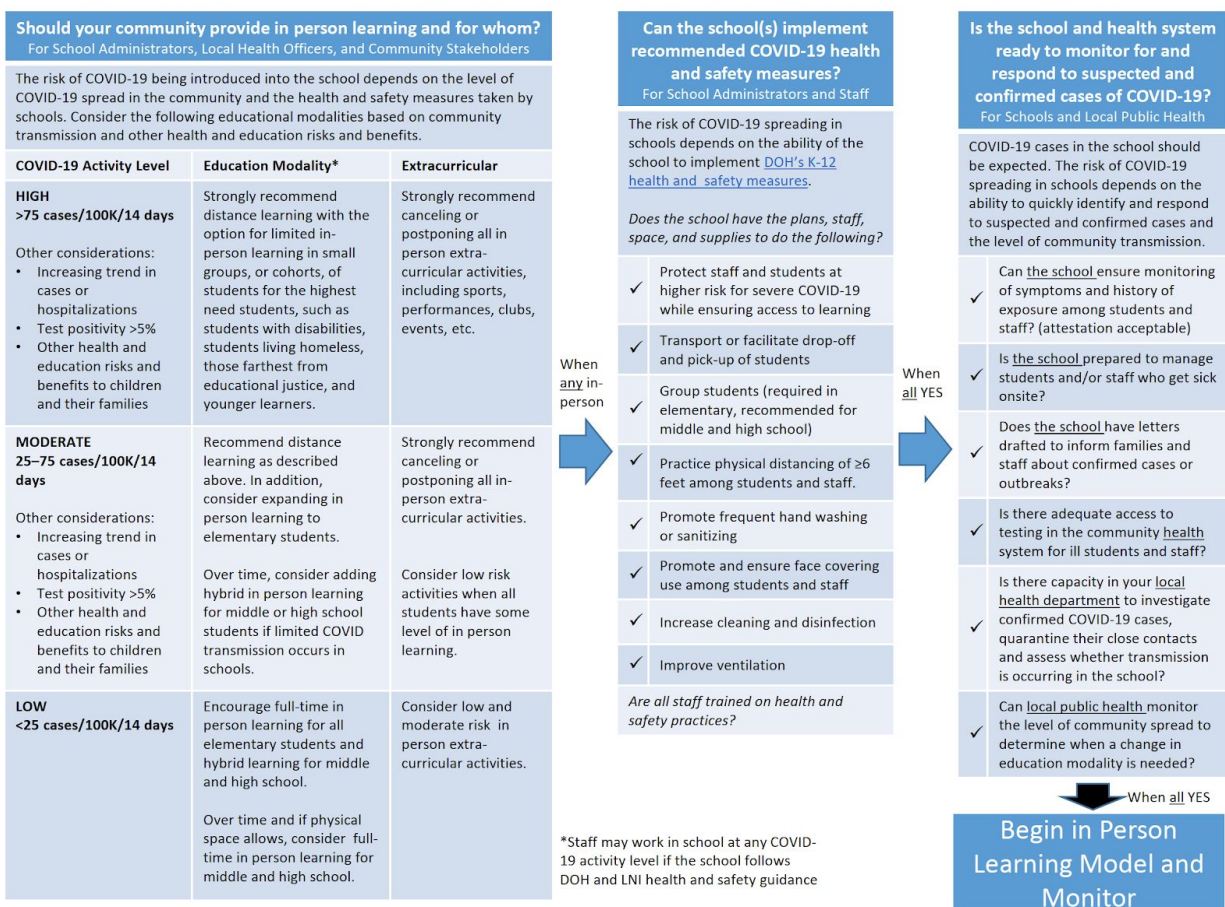 Should your community provide in person learning and for whom?
For School Administrators, Local Health Officers, and Community Stakeholders
The risk of COVID-19 being introduced into the school depends on the level of
COVID-19 spread in the community and the health and safety measures taken by
schools. Consider the following educational modalities based on community
transmission and other health and education risks and benefits.
COVID-19 Activity Level
Education Modality*
Extracurricular
HIGH
>75 cases/100K/14 days
Other considerations:
• Increasing trend in
cases or
hospitalizations
• Test positivity >5%
• Other health and
education risks and
benefits to children
and their families
Strongly recommend
distance learning with the
option for limited in-
person learning in small
groups, or cohorts, of
students for the highest
need students, such as
students with disabilities,
students living homeless,
those farthest from
educational justice, and
younger learners.
Strongly recommend
canceling or
postponing all in
person extra-
curricular activities,
including sports,
performances, clubs,
events, etc.
MODERATE
25–75 cases/100K/14
days
Other considerations:
• Increasing trend in
cases or
hospitalizations
• Test positivity >5%
• Other health and
education risks and
benefits to children
and their families
Recommend distance
learning as described
above. In addition,
consider expanding in
person learning to
elementary students.
Over time, consider adding
hybrid in person learning
for middle or high school
students if limited COVID
transmission occurs in
schools.
Strongly recommend
canceling or
postponing all in-
person extra-
curricular activities.
Consider low risk
activities when all
students have some
level of in person
learning.
LOW
<25 cases/100K/14 days
Encourage full-time in
person learning for all
elementary students and
hybrid learning for middle
and high school.
Over time and if physical
space allows, consider full-
time in person learning for
middle and high school.
Consider low and
moderate risk in
person extra-
curricular activities.
When
any in-
person
Can the school(s) implement
recommended COVID-19 health
and safety measures?
For School Administrators and Staff
The risk of COVID-19 spreading in
schools depends on the ability of the
school to implement DOH's K-12
health and safety measures.
Does the school have the plans, staff,
space, and supplies to do the following?
✓ Protect staff and students at
higher risk for severe COVID-19
while ensuring access to learning
✓ Transport or facilitate drop-off
and pick-up of students
✓ Group students (required in
elementary, recommended for
middle and high school)
✓ Practice physical distancing of ≥6
feet among students and staff.
✓ Promote frequent hand washing
or sanitizing
✓ Promote and ensure face covering
use among students and staff
✓ Increase cleaning and disinfection
✓ Improve ventilation
Are all staff trained on health and
safety practices?
*Staff may work in school at any COVID-
19 activity level if the school follows
DOH and LNI health and safety guidance
When
all YES
Is the school and health system
ready to monitor for and
respond to suspected and
confirmed cases of COVID-19?
For Schools and Local Public Health
COVID-19 cases in the school should
be expected. The risk of COVID-19
spreading in schools depends on the
ability to quickly identify and respond
to suspected and confirmed cases and
the level of community transmission.
✓ Can the school ensure monitoring
of symptoms and history of
exposure among students and
staff? (attestation acceptable)
✓ Is the school prepared to manage
students and/or staff who get sick
onsite?
✓ Does the school have letters
drafted to inform families and
staff about confirmed cases or
outbreaks?
✓ Is there adequate access to
testing in the community health
system for ill students and staff?
✓ Is there capacity in your local
health department to investigate
confirmed COVID-19 cases,
quarantine their close contacts
and assess whether transmission
is occurring in the school?
✓ Can local public health monitor
the level of community spread to
determine when a change in
education modality is needed?
When all YES
Begin in Person
Learning Model and
Monitor